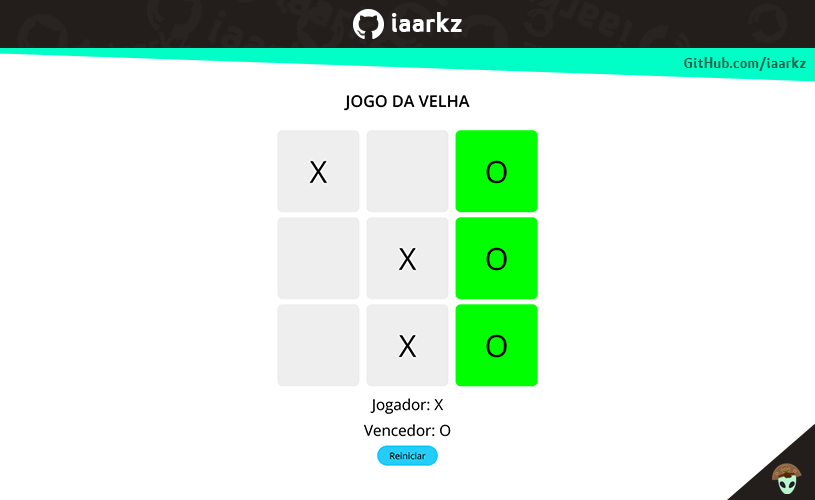 iaarkz
GitHub.com/iaarkz
JOGO DA VELHA
X O
X O
X O
Jogador: X
Vencedor: O
Reiniciar